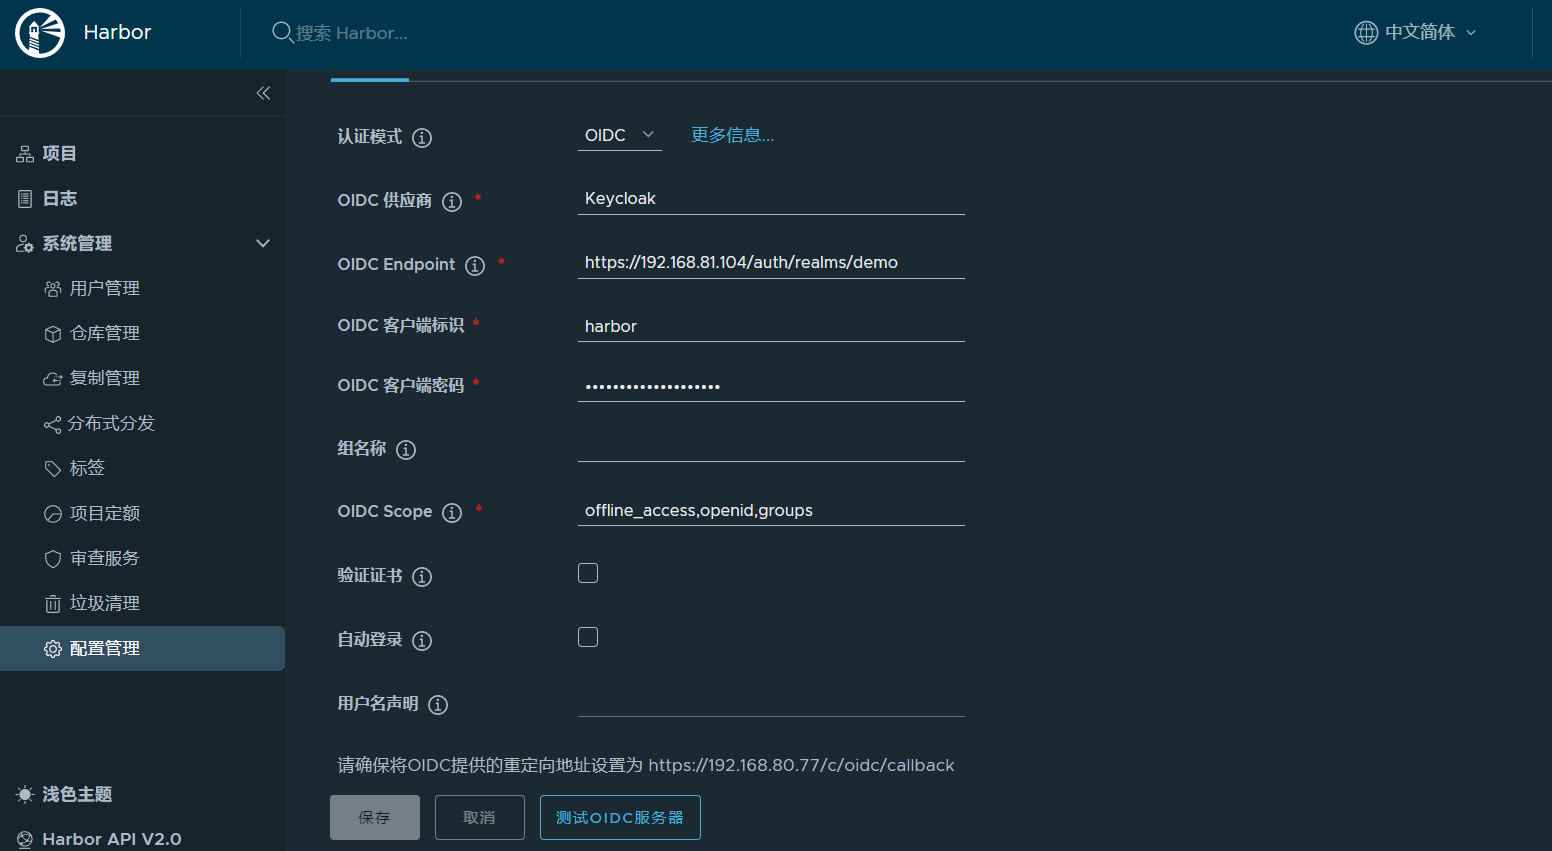 Harbor
搜索 Harbor...
中文简体
项目
日志
系统管理
用户管理
仓库管理
复制管理
分布式分发
标签
项目定额
审查服务
垃圾清理
配置管理
浅色主题
Harbor API V2.0
认证模式
OIDC
更多信息...
OIDC 供应商 *
Keycloak
OIDC Endpoint *
https://192.168.81.104/auth/realms/demo
OIDC 客户端标识 *
harbor
OIDC 客户端密码 *
••••••••••••••••••••
组名称
OIDC Scope *
offline_access,openid,groups
验证证书
自动登录
用户名声明
请确保将OIDC提供的重定向地址设置为 https://192.168.80.77/c/oidc/callback
保存
取消
测试OIDC服务器